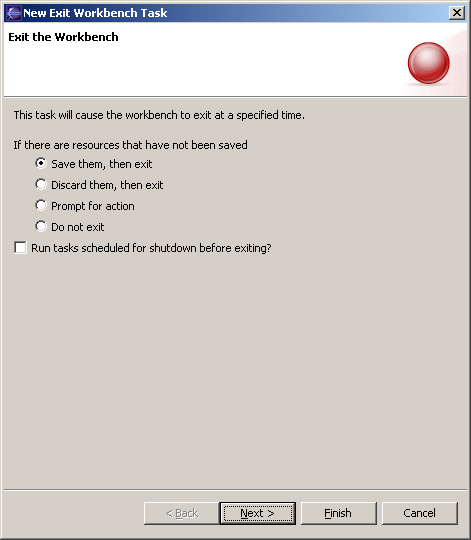 New Exit Workbench Task
Exit the Workbench
This task will cause the workbench to exit at a specified time.
If there are resources that have not been saved
Save them, then exit
Discard them, then exit
Prompt for action
Do not exit
Run tasks scheduled for shutdown before exiting?
< Back Next > Finish Cancel